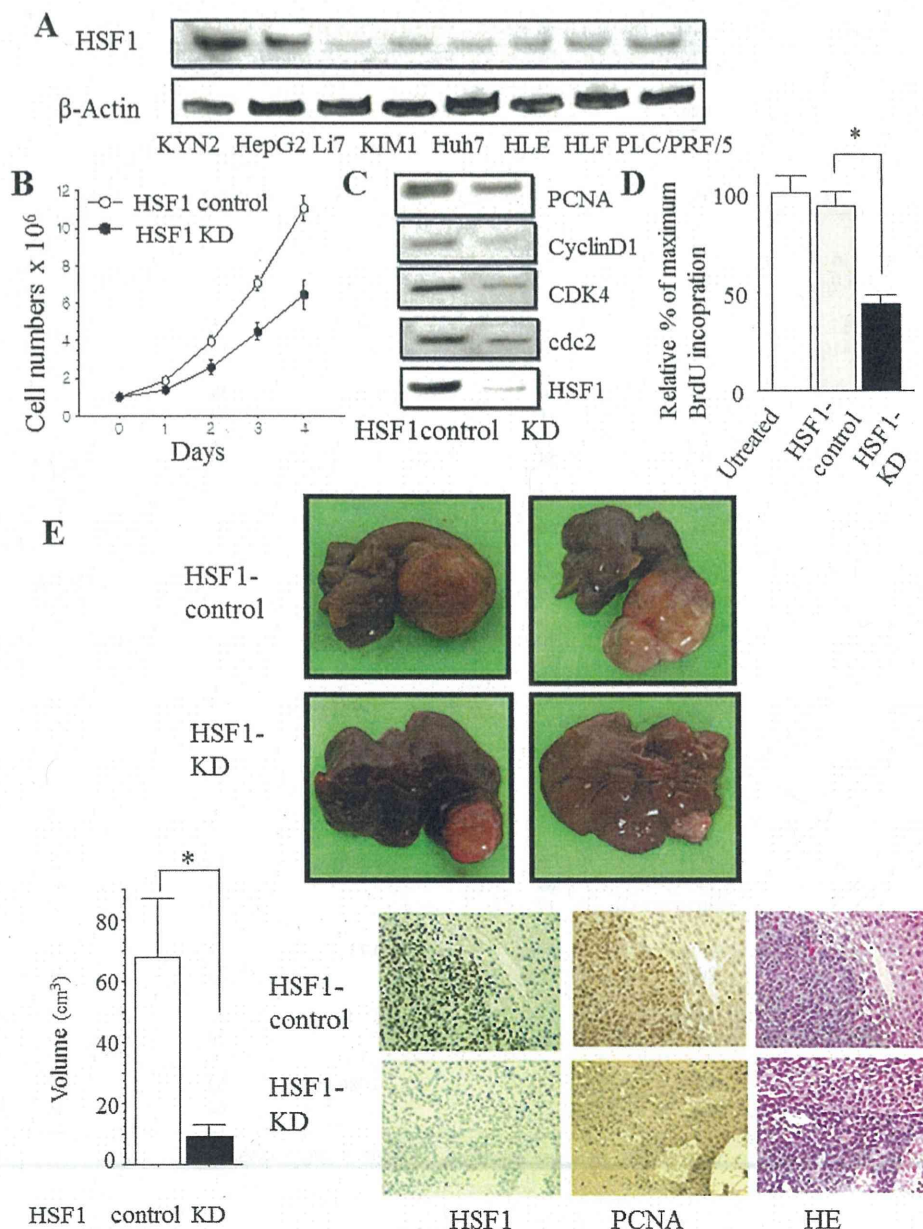 A
HSF1
β-Actin
KYN2 HepG2 Li7 KIM1 Huh7 HLE HLF PLC/PRF/5
B
Cell numbers x 10⁶
12
10
8
6
4
2
0
HSF1 control
HSF1 KD
0 1 2 3 4
Days
C
PCNA
CyclinD1
CDK4
cdc2
HSF1
HSF1control KD
D
*
Relative % of maximum
BrdU incopration
100
50
0
Utreated
HSF1-
control
HSF1-
KD
E
HSF1-
control
HSF1-
KD
*
Volume (cm³)
80
60
40
20
0
HSF1 control KD
HSF1-
control
HSF1-
KD
HSF1 PCNA HE